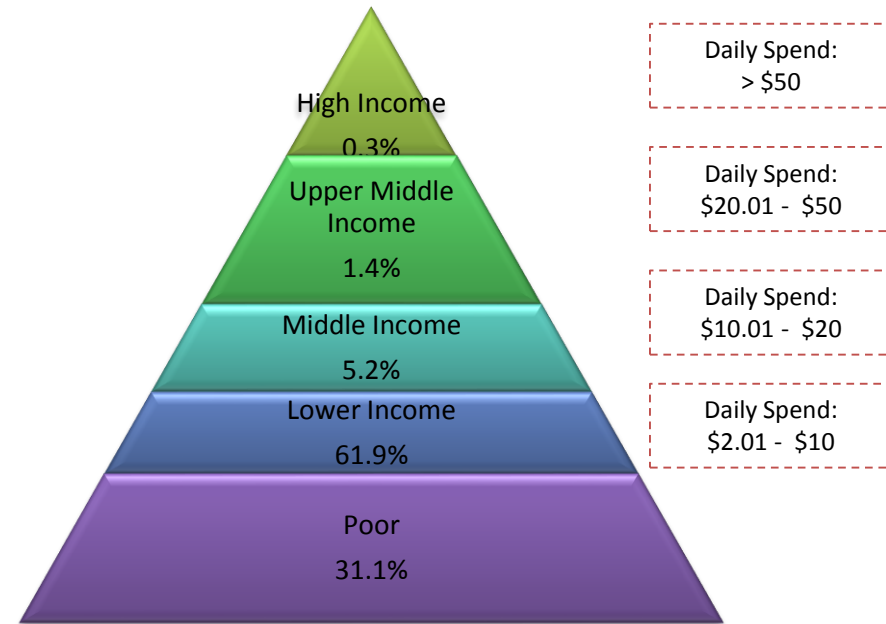 High Income
0.3%
Daily Spend:
> $50
Upper Middle
Income
1.4%
Daily Spend:
$20.01 - $50
Middle Income
5.2%
Daily Spend:
$10.01 - $20
Lower Income
61.9%
Daily Spend:
$2.01 - $10
Poor
31.1%